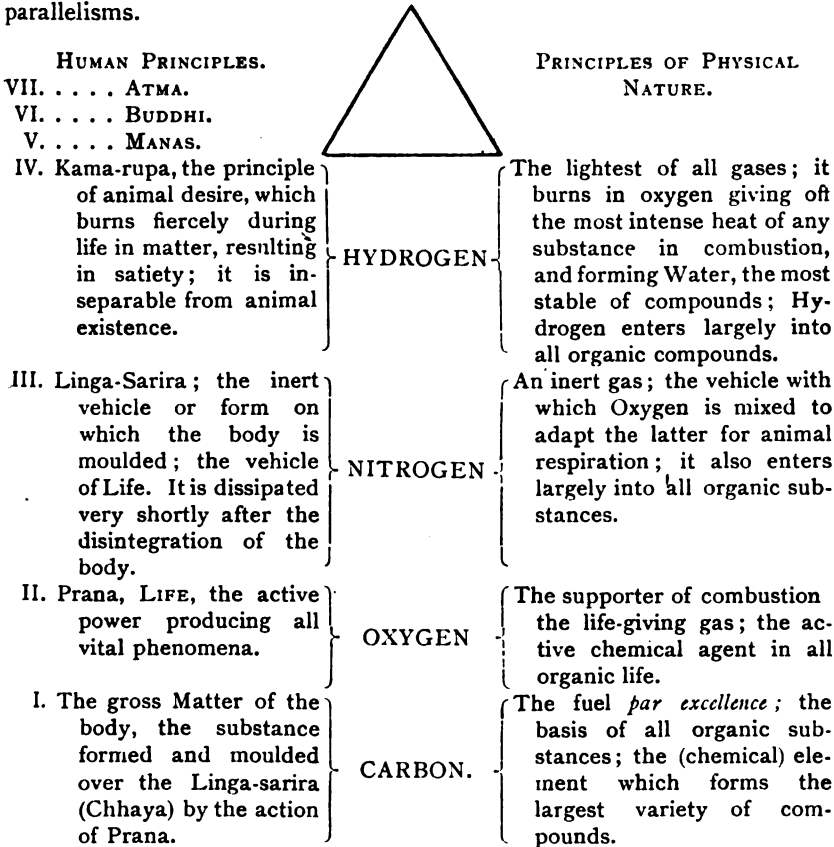 parallelisms.
HUMAN PRINCIPLES.
VII. . . . . ATMA.
VI. . . . . BUDDHI.
V. . . . . MANAS.
PRINCIPLES OF PHYSICAL
NATURE.
IV. Kama-rupa, the principle
of animal desire, which
burns fiercely during
life in matter, resulting
in satiety; it is in-
separable from animal
existence.
HYDROGEN
The lightest of all gases; it
burns in oxygen giving off
the most intense heat of any
substance in combustion,
and forming Water, the most
stable of compounds; Hy-
drogen enters largely into
all organic compounds.
III. Linga-Sarira; the inert
vehicle or form on
which the body is
moulded; the vehicle
of Life. It is dissipated
very shortly after the
disintegration of the
body.
NITROGEN
An inert gas; the vehicle with
which Oxygen is mixed to
adapt the latter for animal
respiration; it also enters
largely into all organic sub-
stances.
II. Prana, LIFE, the active
power producing all
vital phenomena.
OXYGEN
The supporter of combustion
the life-giving gas; the ac-
tive chemical agent in all
organic life.
I. The gross Matter of the
body, the substance
formed and moulded
over the Linga-sarira
(Chhaya) by the action
of Prana.
CARBON.
The fuel par excellence; the
basis of all organic sub-
stances; the (chemical) ele-
ment which forms the
largest variety of com-
pounds.